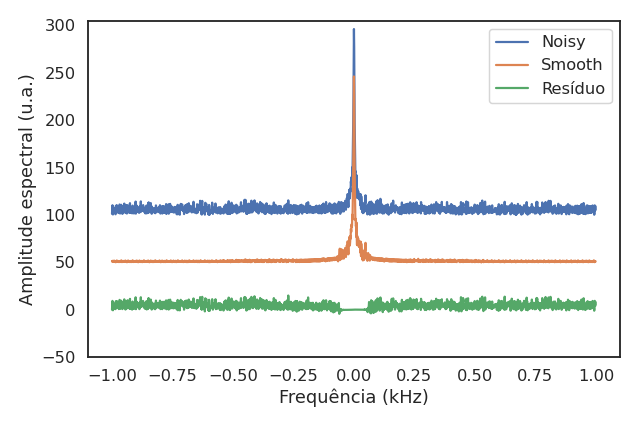 300
250
200
150
100
50
0
−50
Amplitude espectral (u.a.)
Noisy
Smooth
Resíduo
−1.00 −0.75 −0.50 −0.25 0.00 0.25 0.50 0.75 1.00
Frequência (kHz)